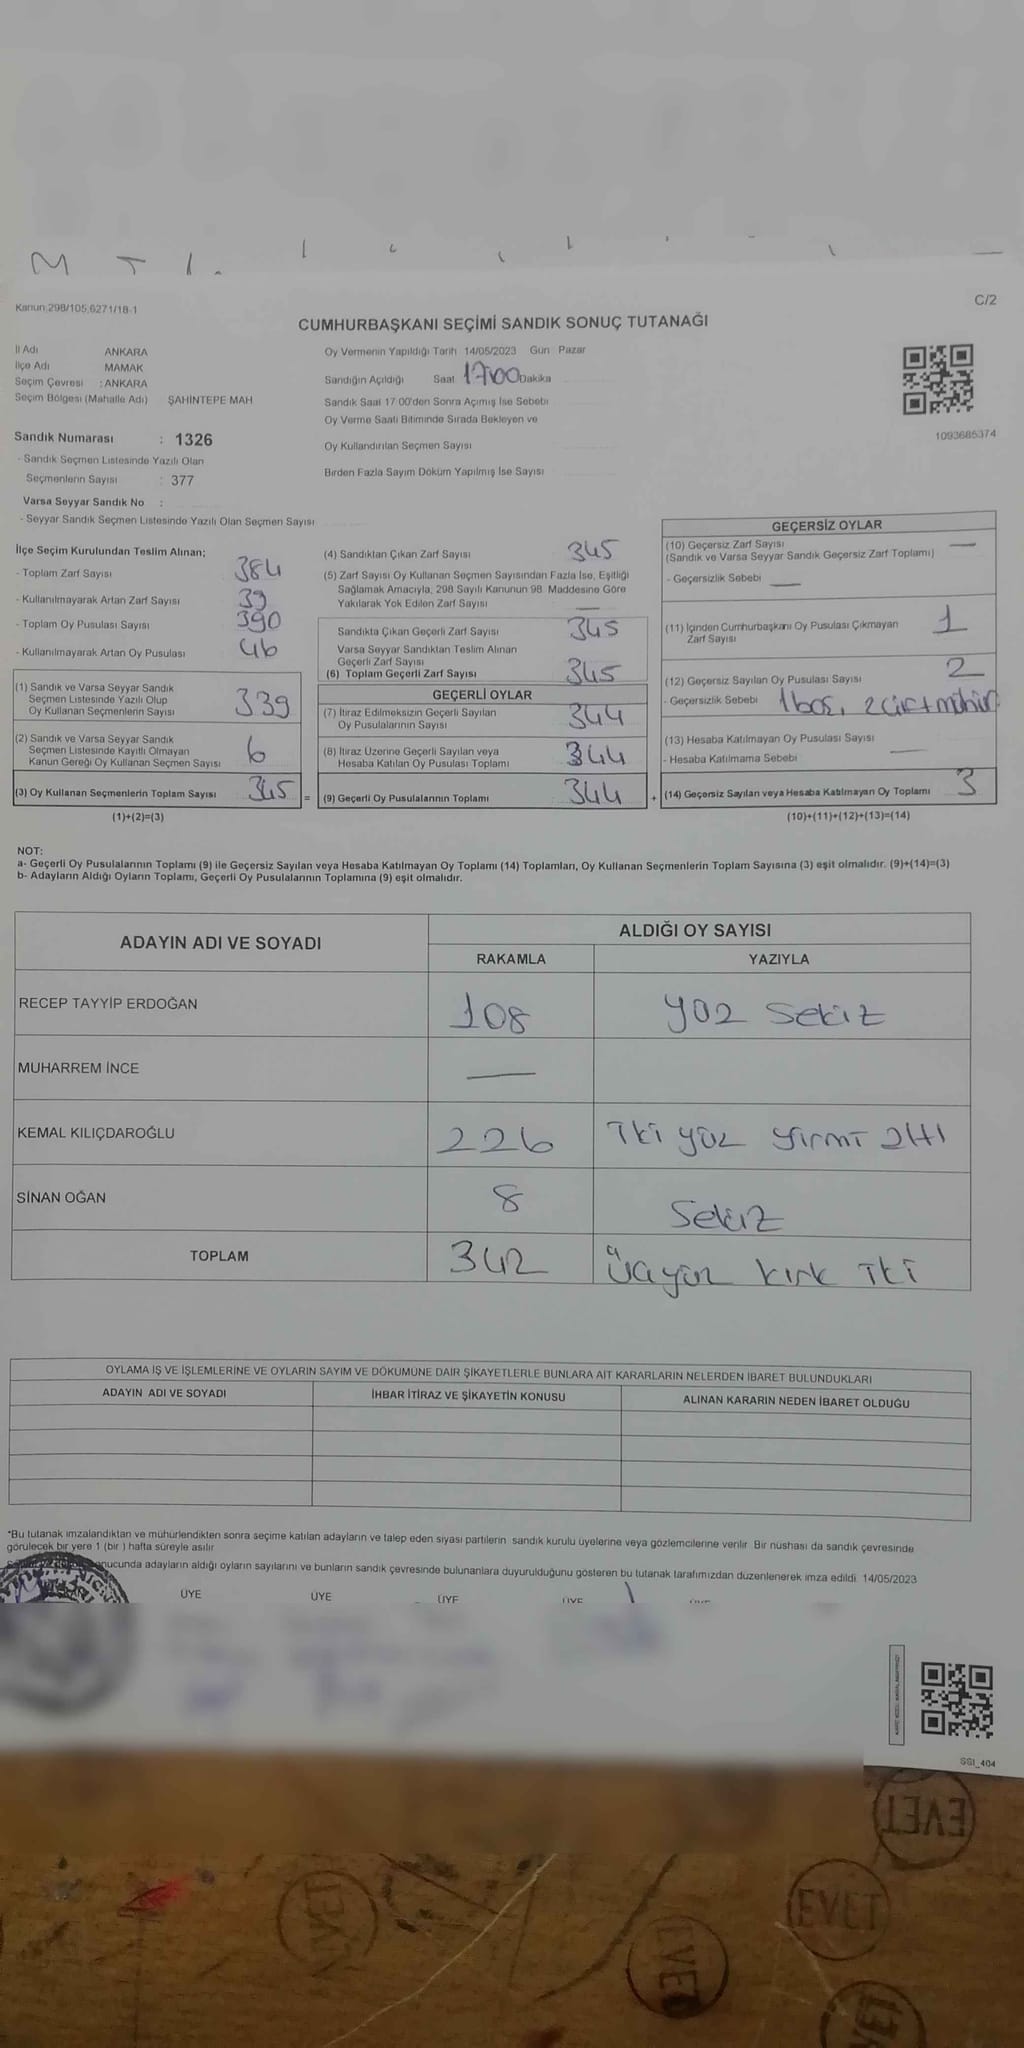 Kanun:298/105,6271/18-1
C/2
CUMHURBAŞKANI SEÇİMİ SANDIK SONUÇ TUTANAĞI
İl Adı ANKARA
İlçe Adı MAMAK
Seçim Çevresi : ANKARA
Seçim Bölgesi (Mahalle Adı) ŞAHİNTEPE MAH
Oy Vermenin Yapıldığı Tarih 14/05/2023 Gün Pazar
Sandığın Açıldığı Saat 17:00 Dakika
Sandık Saat 17:00'den Sonra Açımış İse Sebebi
Oy Verme Saati Bitiminde Sırada Bekleyen ve
Oy Kullandırılan Seçmen Sayısı
Birden Fazla Sayım Döküm Yapılmış İse Sayısı
1093685374
Sandık Numarası : 1326
- Sandık Seçmen Listesinde Yazılı Olan
Seçmenlerin Sayısı : 377
Varsa Seyyar Sandık No :
- Seyyar Sandık Seçmen Listesinde Yazılı Olan Seçmen Sayısı
İlçe Seçim Kurulundan Teslim Alınan;
- Toplam Zarf Sayısı 384
- Kullanılmayarak Artan Zarf Sayısı 39
- Toplam Oy Pusulası Sayısı 390
- Kullanılmayarak Artan Oy Pusulası 46
(1) Sandık ve Varsa Seyyar Sandık
Seçmen Listesinde Yazılı Olup
Oy Kullanan Seçmenlerin Sayısı 339
(2) Sandık ve Varsa Seyyar Sandık
Seçmen Listesinde Kayıtlı Olmayan
Kanun Gereği Oy Kullanan Seçmen Sayısı 6
(3) Oy Kullanan Seçmenlerin Toplam Sayısı 345 =
(1)+(2)=(3)
(4) Sandıktan Çıkan Zarf Sayısı 345
(5) Zarf Sayısı Oy Kullanan Seçmen Sayısından Fazla İse, Eşitliği
Sağlamak Amacıyla, 298 Sayılı Kanunun 98. Maddesine Göre
Yakılarak Yok Edilen Zarf Sayısı —
Sandıkta Çıkan Geçerli Zarf Sayısı 345
Varsa Seyyar Sandıktan Teslim Alınan
Geçerli Zarf Sayısı
(6) Toplam Geçerli Zarf Sayısı 345
GEÇERLİ OYLAR
(7) İtiraz Edilmeksizin Geçerli Sayılan
Oy Pusulalarının Sayısı 344
(8) İtiraz Üzerine Geçerli Sayılan veya
Hesaba Katılan Oy Pusulası Toplamı 344
(9) Geçerli Oy Pusulalarının Toplamı 344 +
GEÇERSİZ OYLAR
(10) Geçersiz Zarf Sayısı —
(Sandık ve Varsa Seyyar Sandık Geçersiz Zarf Toplamı)
- Geçersizlik Sebebi —
(11) İçinden Cumhurbaşkanı Oy Pusulası Çıkmayan
Zarf Sayısı 1
(12) Geçersiz Sayılan Oy Pusulası Sayısı 2
- Geçersizlik Sebebi 1 boş, 2 çift mühür
(13) Hesaba Katılmayan Oy Pusulası Sayısı
- Hesaba Katılmama Sebebi —
(14) Geçersiz Sayılan veya Hesaba Katılmayan Oy Toplamı 3
(10)+(11)+(12)+(13)=(14)
NOT:
a- Geçerli Oy Pusulalarının Toplamı (9) ile Geçersiz Sayılan veya Hesaba Katılmayan Oy Toplamı (14) Toplamları, Oy Kullanan Seçmenlerin Toplam Sayısına (3) eşit olmalıdır. (9)+(14)=(3)
b- Adayların Aldığı Oyların Toplamı, Geçerli Oy Pusulalarının Toplamına (9) eşit olmalıdır.
ADAYIN ADI VE SOYADI
ALDIĞI OY SAYISI
RAKAMLA YAZIYLA
RECEP TAYYİP ERDOĞAN 108 yüz sekiz
MUHARREM İNCE —
KEMAL KILIÇDAROĞLU 226 iki yüz yirmi altı
SİNAN OĞAN 8 sekiz
TOPLAM 342 üçyüz kırk iki
OYLAMA İŞ VE İŞLEMLERİNE VE OYLARIN SAYIM VE DÖKÜMÜNE DAİR ŞİKAYETLERLE BUNLARA AİT KARARLARIN NELERDEN İBARET BULUNDUKLARI
ADAYIN ADI VE SOYADI İHBAR İTİRAZ VE ŞİKAYETİN KONUSU ALINAN KARARIN NEDEN İBARET OLDUĞU
*Bu tutanak imzalandıktan ve mühürlendikten sonra seçime katılan adayların ve talep eden siyasi partilerin sandık kurulu üyelerine veya gözlemcilerine verilir. Bir nüshası da sandık çevresinde
görülecek bir yere 1 (bir) hafta süreyle asılır
adayların aldığı oyların sayılarını ve bunların sandık çevresinde bulunanlara duyurulduğunu gösteren bu tutanak tarafımızdan düzenlenerek imza edildi. 14/05/2023
ÜYE ÜYE ÜYE ÜYE
SSI_404
EVET
EVET
EVET
EVET